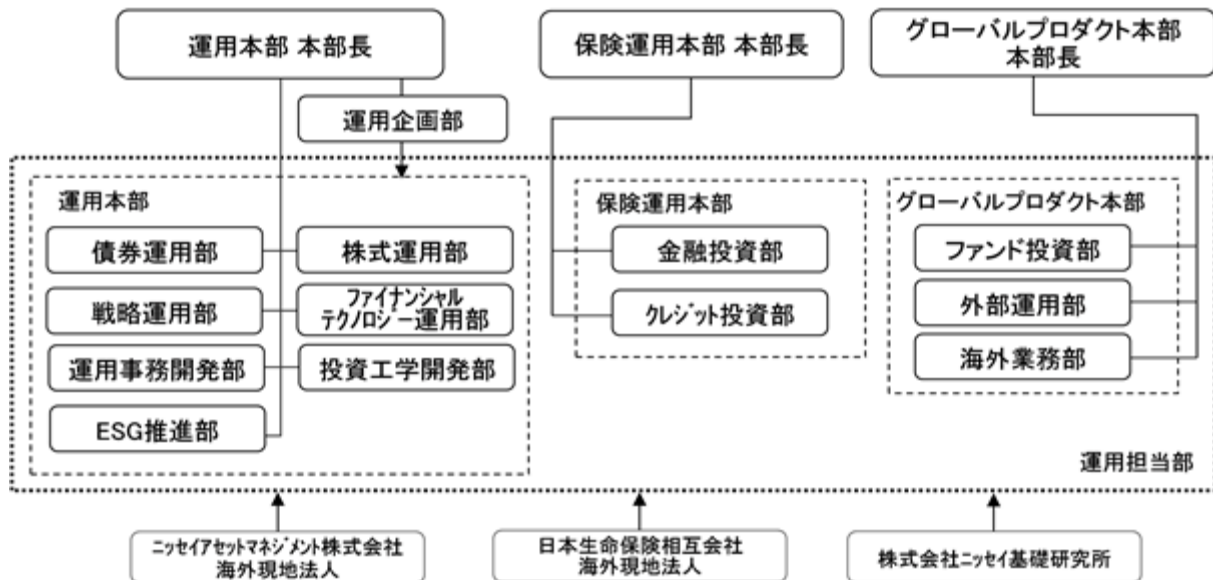 運用本部 本部長
保険運用本部 本部長
グローバルプロダクト本部
本部長
運用企画部
運用本部
債券運用部
株式運用部
戦略運用部
ファイナンシャル
テクノロジー運用部
運用事務開発部
投資工学開発部
ESG推進部
保険運用本部
金融投資部
クレジット投資部
グローバルプロダクト本部
ファンド投資部
外部運用部
海外業務部
運用担当部
ニッセイアセットマネジメント株式会社
海外現地法人
日本生命保険相互会社
海外現地法人
株式会社ニッセイ基礎研究所